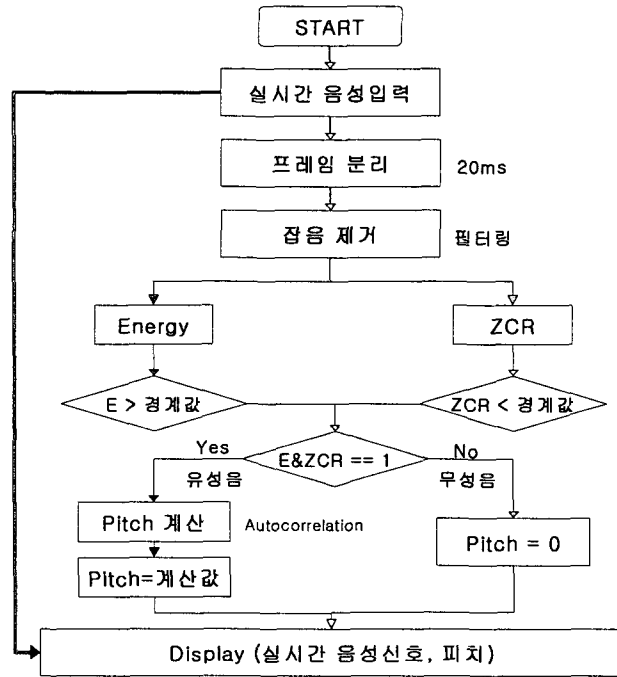 START
실시간 음성입력
프레임 분리
20ms
잡음 제거
필터링
Energy
ZCR
E > 경계값
ZCR < 경계값
Yes
E&ZCR == 1
No
유성음
무성음
Pitch 계산
Autocorrelation
Pitch = 0
Pitch=계산값
Display (실시간 음성신호, 피치)